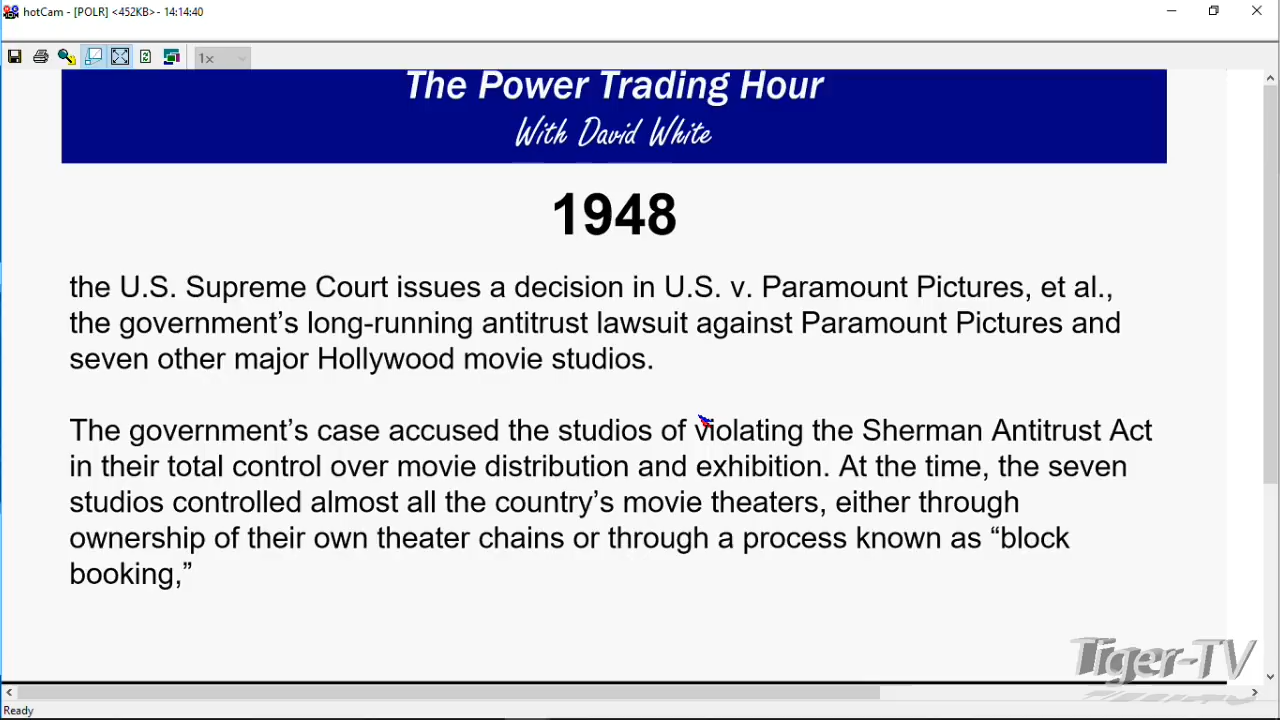 hotCam - [POLR] <452KB> - 14:14:40
1x
The Power Trading Hour
With David White
1948
the U.S. Supreme Court issues a decision in U.S. v. Paramount Pictures, et al.,
the government’s long-running antitrust lawsuit against Paramount Pictures and
seven other major Hollywood movie studios.
The government’s case accused the studios of violating the Sherman Antitrust Act
in their total control over movie distribution and exhibition. At the time, the seven
studios controlled almost all the country’s movie theaters, either through
ownership of their own theater chains or through a process known as “block
booking,”
Tiger-TV
Ready